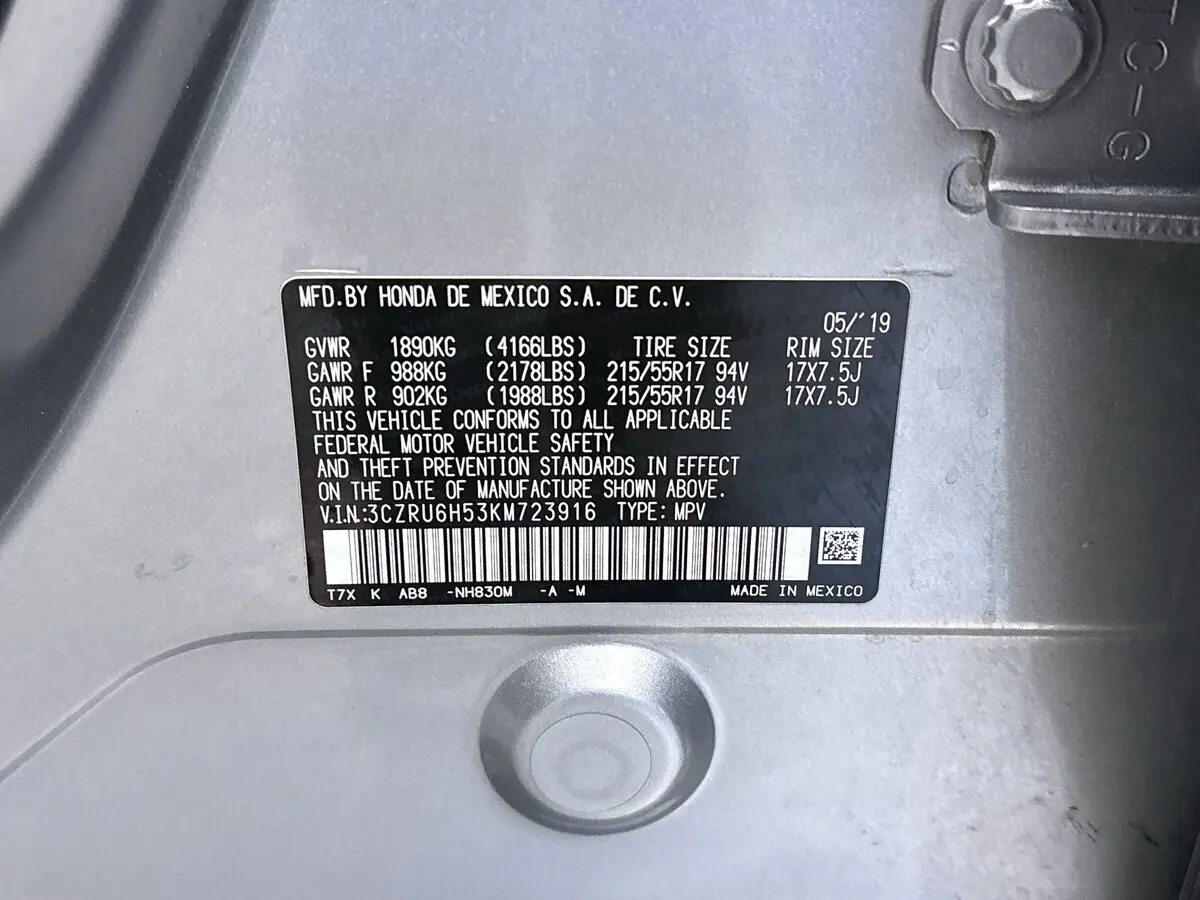 TC-G
MFD.BY HONDA DE MEXICO S.A. DE C.V.
05/'19
GVWR 1890KG (4166LBS) TIRE SIZE RIM SIZE
GAWR F 988KG (2178LBS) 215/55R17 94V 17X7.5J
GAWR R 902KG (1988LBS) 215/55R17 94V 17X7.5J
THIS VEHICLE CONFORMS TO ALL APPLICABLE
FEDERAL MOTOR VEHICLE SAFETY
AND THEFT PREVENTION STANDARDS IN EFFECT
ON THE DATE OF MANUFACTURE SHOWN ABOVE.
V.I.N.:3CZRU6H53KM723916 TYPE: MPV
T7X K AB8 -NH830M -A -M MADE IN MEXICO